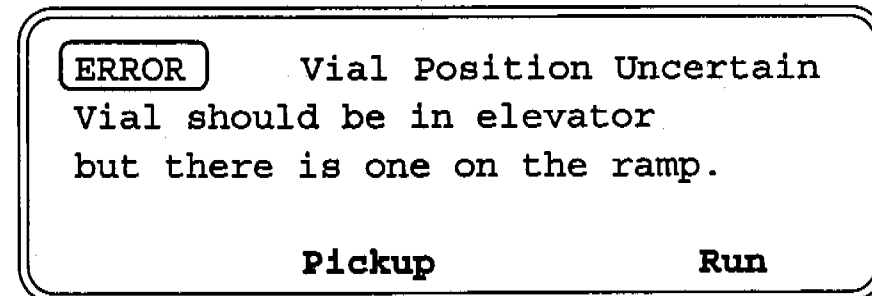 ERROR Vial Position Uncertain
Vial should be in elevator
but there is one on the ramp.
Pickup Run